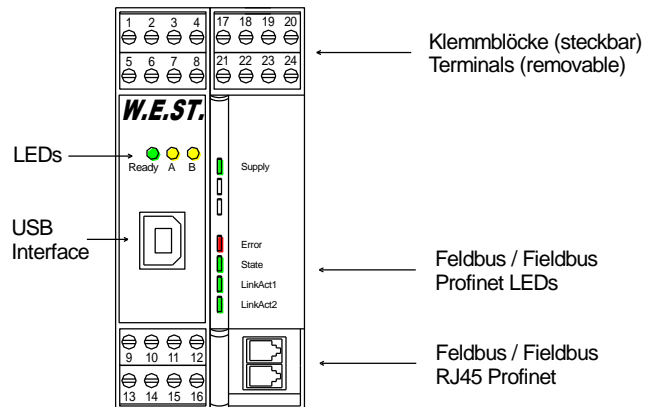 1 2 3 4 17 18 19 20
5 6 7 8 21 22 23 24
Klemmblöcke (steckbar)
Terminals (removable)
W.E.ST.
LEDs
Ready A B
Supply
USB
Interface
Error
State
LinkAct1
LinkAct2
Feldbus / Fieldbus
Profinet LEDs
9 10 11 12
13 14 15 16
Feldbus / Fieldbus
RJ45 Profinet